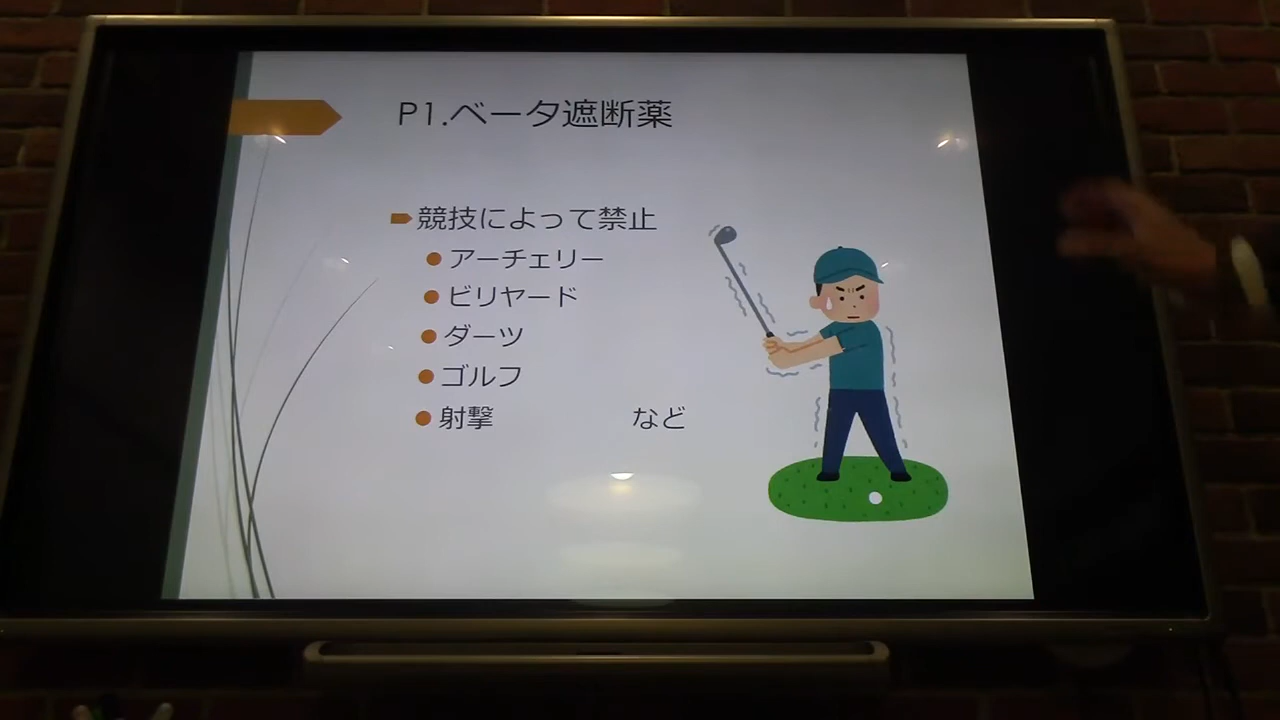 P1.ベータ遮断薬
競技によって禁止
アーチェリー
ビリヤード
ダーツ
ゴルフ
射撃 など